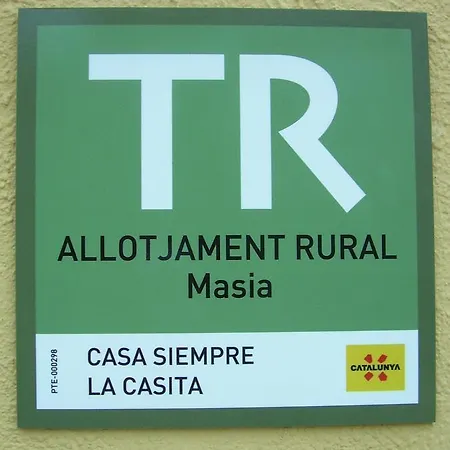 TR
ALLOTJAMENT RURAL
Masia
PTE-000298
CASA SIEMPRE
LA CASITA
CATALUNYA